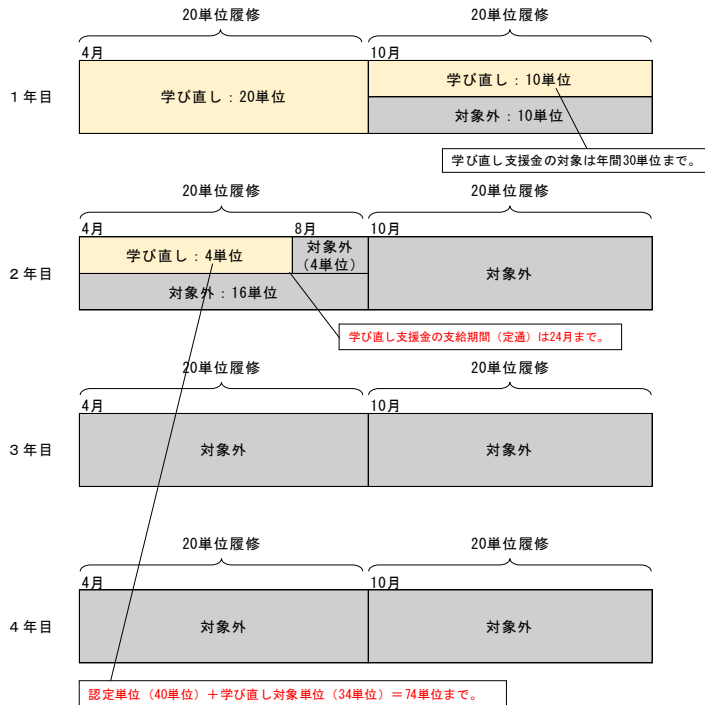 20単位履修
20単位履修
4月
10月
1年目
学び直し：20単位
学び直し：10単位
対象外：10単位
学び直し支援金の対象は年間30単位まで。
20単位履修
20単位履修
4月
8月
10月
2年目
学び直し：4単位
対象外
（4単位）
対象外
対象外：16単位
学び直し支援金の支給期間（定通）は24月まで。
20単位履修
20単位履修
4月
10月
3年目
対象外
対象外
20単位履修
20単位履修
4月
10月
4年目
対象外
対象外
認定単位（40単位）＋学び直し対象単位（34単位）＝74単位まで。